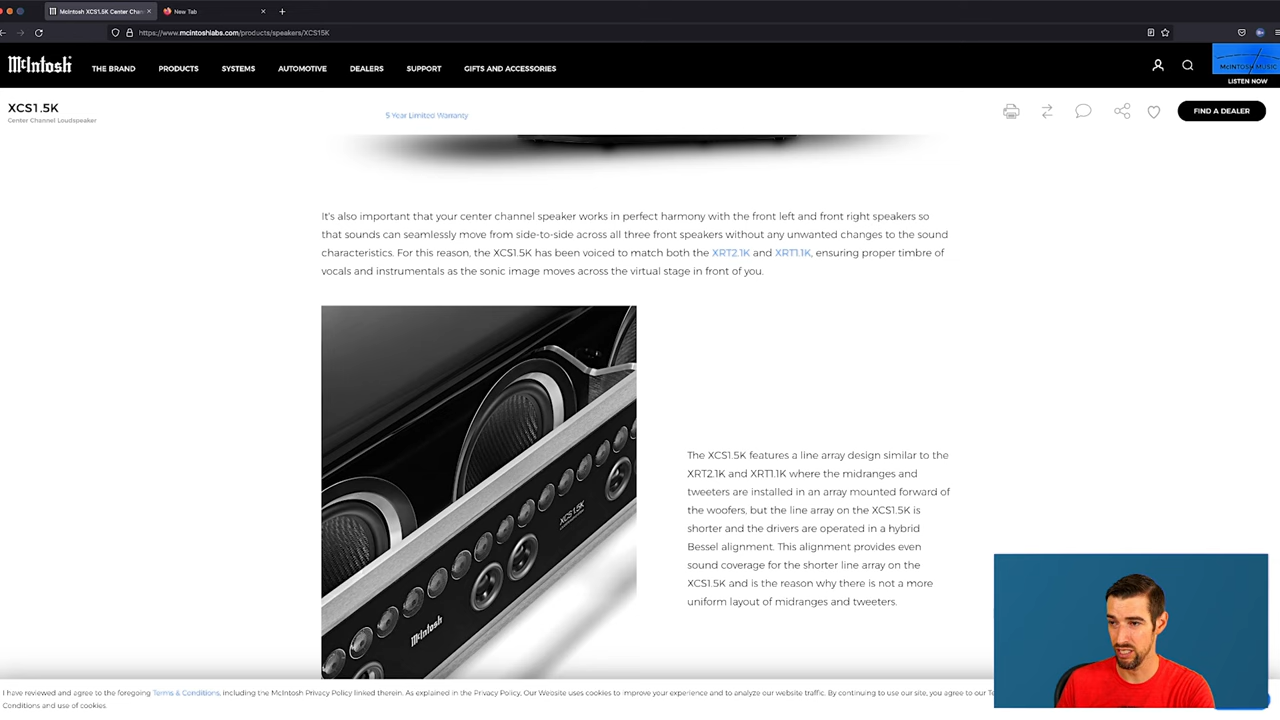 McIntosh XCS1.5K Center Chan
New Tab
https://www.mcintoshlabs.com/products/speakers/XCS15K
McIntosh
THE BRAND
PRODUCTS
SYSTEMS
AUTOMOTIVE
DEALERS
SUPPORT
GIFTS AND ACCESSORIES
McINTOSH MUSIC
LISTEN NOW
XCS1.5K
Center Channel Loudspeaker
5 Year Limited Warranty
FIND A DEALER
It's also important that your center channel speaker works in perfect harmony with the front left and front right speakers so
that sounds can seamlessly move from side-to-side across all three front speakers without any unwanted changes to the sound
characteristics. For this reason, the XCS1.5K has been voiced to match both the XRT2.1K and XRT1.1K, ensuring proper timbre of
vocals and instrumentals as the sonic image moves across the virtual stage in front of you.
XCS1.5K
McIntosh
The XCS1.5K features a line array design similar to the
XRT2.1K and XRT1.1K where the midranges and
tweeters are installed in an array mounted forward of
the woofers, but the line array on the XCS1.5K is
shorter and the drivers are operated in a hybrid
Bessel alignment. This alignment provides even
sound coverage for the shorter line array on the
XCS1.5K and is the reason why there is not a more
uniform layout of midranges and tweeters.
I have reviewed and agree to the foregoing Terms & Conditions, including the McIntosh Privacy Policy linked therein. As explained in the Privacy Policy, Our Website uses cookies to improve your experience and to analyze our website traffic. By continuing to use our site, you agree to our Te
Conditions and use of cookies.